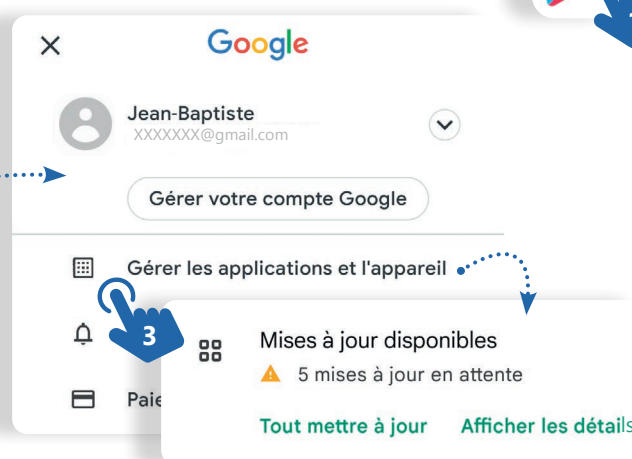 Google
Jean-Baptiste
XXXXXXX@gmail.com
Gérer votre compte Google
Gérer les applications et l'appareil
3
Mises à jour disponibles
5 mises à jour en attente
Paie
Tout mettre à jour Afficher les détails